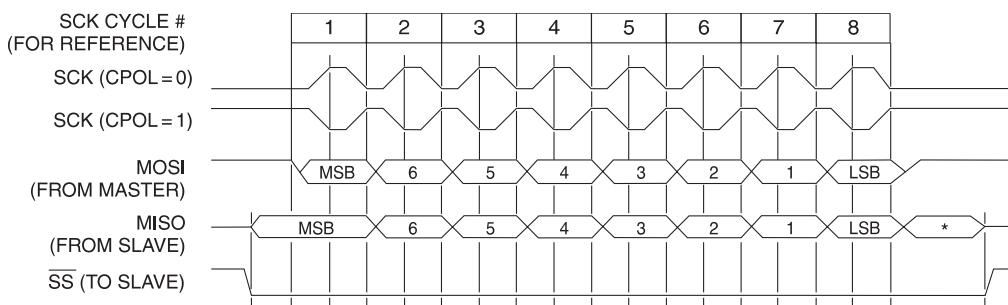 SCK CYCLE #
(FOR REFERENCE)
1 2 3 4 5 6 7 8
SCK (CPOL = 0)
SCK (CPOL = 1)
MOSI
(FROM MASTER)
MSB 6 5 4 3 2 1 LSB
MISO
(FROM SLAVE)
MSB 6 5 4 3 2 1 LSB *
SS (TO SLAVE)